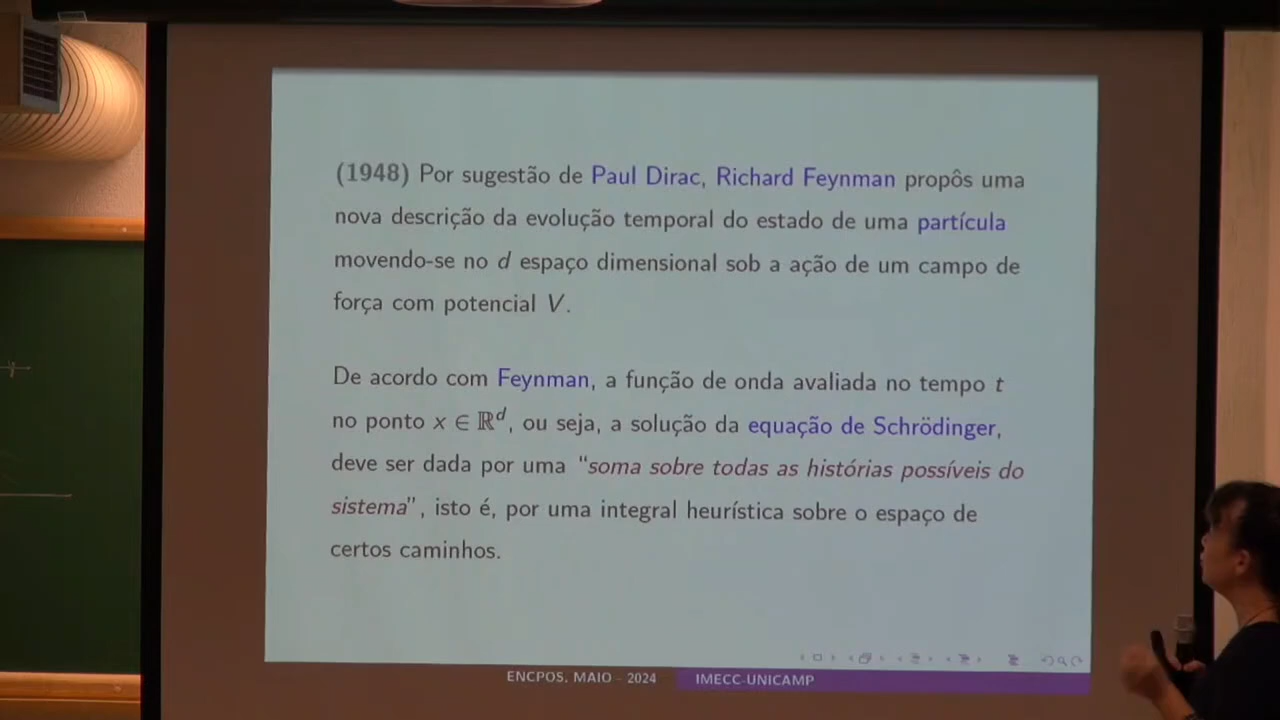 (1948) Por sugestão de Paul Dirac, Richard Feynman propôs uma
nova descrição da evolução temporal do estado de uma partícula
movendo-se no d espaço dimensional sob a ação de um campo de
força com potencial V.
De acordo com Feynman, a função de onda avaliada no tempo t
no ponto x ∈ ℝᵈ, ou seja, a solução da equação de Schrödinger,
deve ser dada por uma "soma sobre todas as histórias possíveis do
sistema", isto é, por uma integral heurística sobre o espaço de
certos caminhos.
ENCPOS, MAIO - 2024 IMECC-UNICAMP